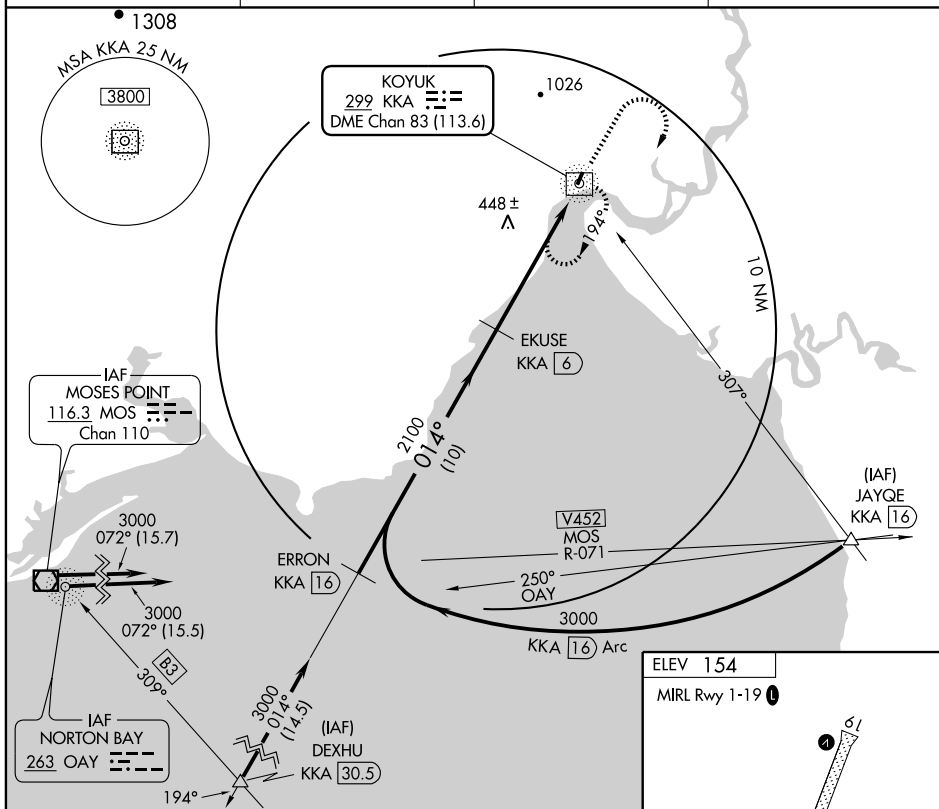 1308
MSA KKA 25 NM
3800
KOYUK
299 KKA
DME Chan 83 (113.6)
1026
448 ±
194°
10 NM
EKUSE
KKA 6
307°
IAF
MOSES POINT
116.3 MOS
Chan 110
2100
014°
(10)
(IAF)
JAYQE
KKA 16
3000
072° (15.7)
V452
MOS
R-071
ERRON
KKA 16
250°
OAY
3000
072° (15.5)
3000
KKA 16 Arc
B3
309°
3000
014°
(14.5)
IAF
NORTON BAY
263 OAY
(IAF)
DEXHU
KKA 30.5
194°
ELEV 154
MIRL Rwy 1-19 L
19
V